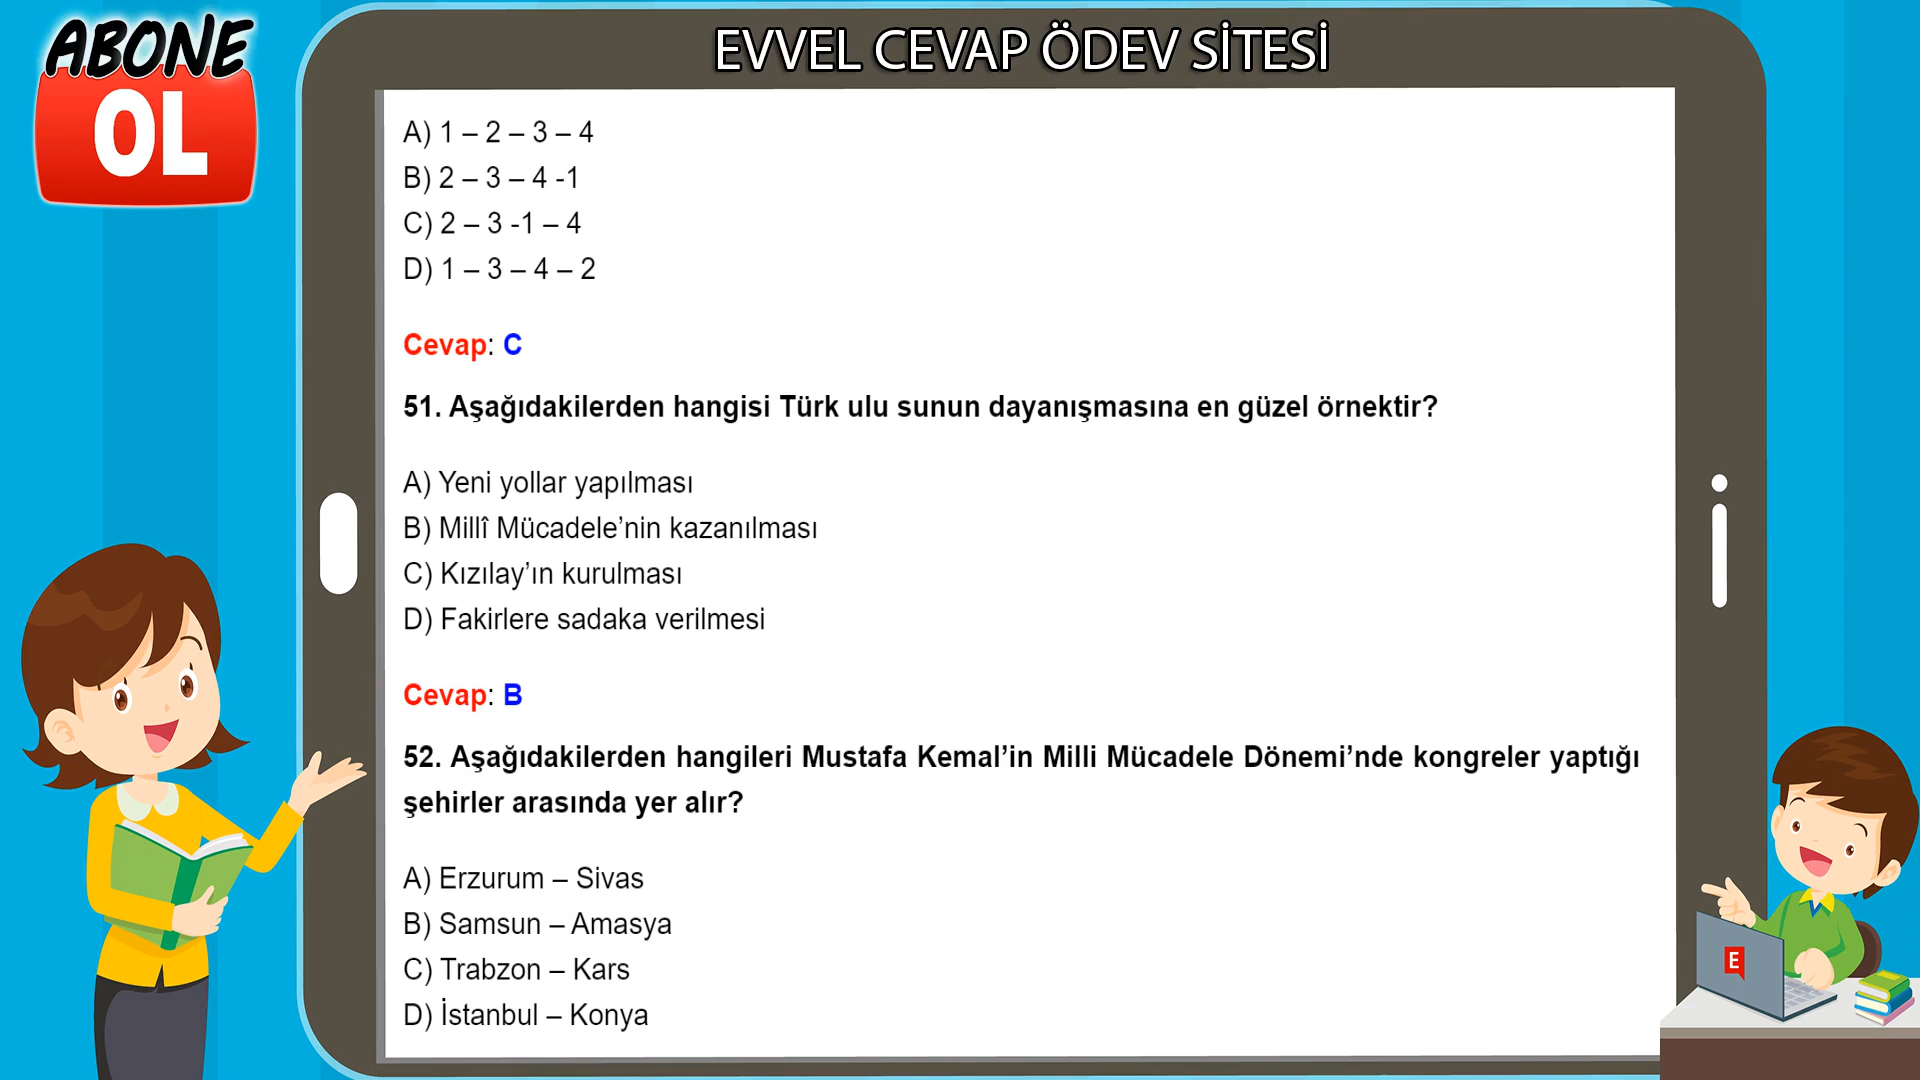 ABONE
OL
EVVEL CEVAP ÖDEV SİTESİ
A) 1 – 2 – 3 – 4
B) 2 – 3 – 4 -1
C) 2 – 3 -1 – 4
D) 1 – 3 – 4 – 2
Cevap: C
51. Aşağıdakilerden hangisi Türk ulu sunun dayanışmasına en güzel örnektir?
A) Yeni yollar yapılması
B) Millî Mücadele’nin kazanılması
C) Kızılay’ın kurulması
D) Fakirlere sadaka verilmesi
Cevap: B
52. Aşağıdakilerden hangileri Mustafa Kemal’in Milli Mücadele Dönemi’nde kongreler yaptığı
şehirler arasında yer alır?
A) Erzurum – Sivas
B) Samsun – Amasya
C) Trabzon – Kars
D) İstanbul – Konya
E